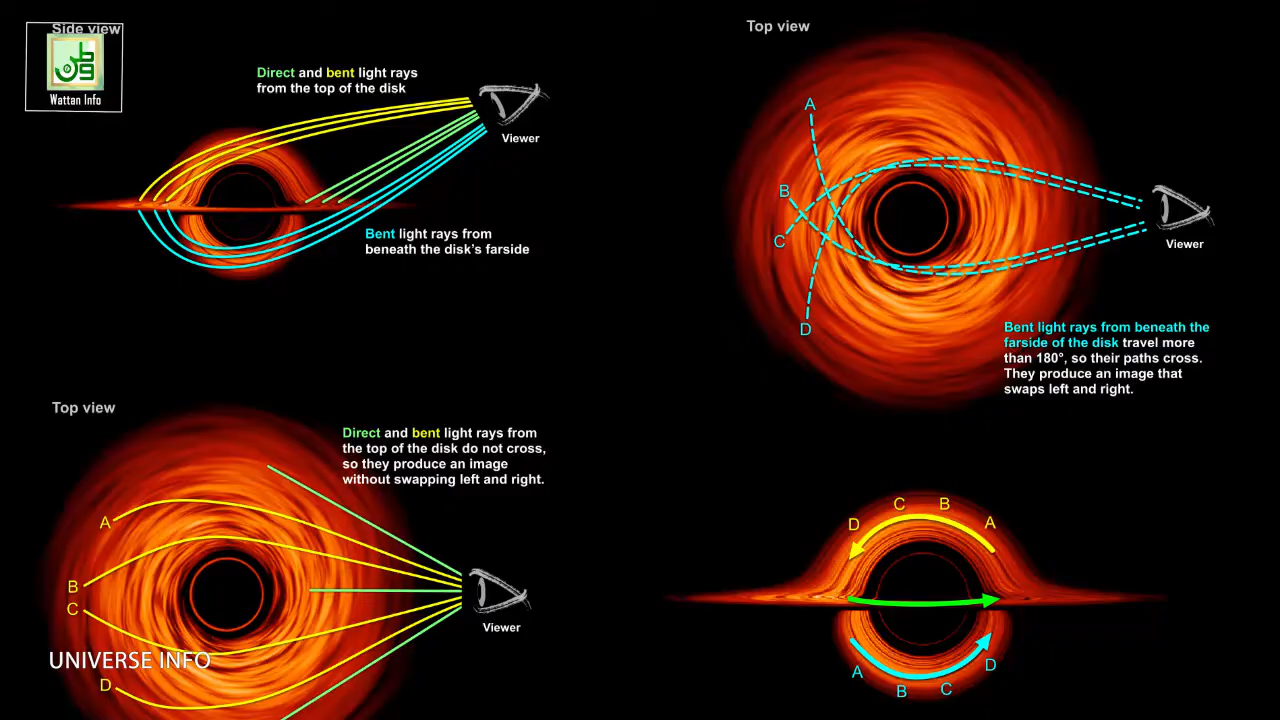 Side view
Wattan Info
Direct and bent light rays
from the top of the disk
Viewer
Bent light rays from
beneath the disk's farside
Top view
A
B
C
D
Viewer
Bent light rays from beneath the
farside of the disk travel more
than 180°, so their paths cross.
They produce an image that
swaps left and right.
Top view
Direct and bent light rays from
the top of the disk do not cross,
so they produce an image
without swapping left and right.
A
B
C
D
Viewer
UNIVERSE INFO
D C B A
A B C D